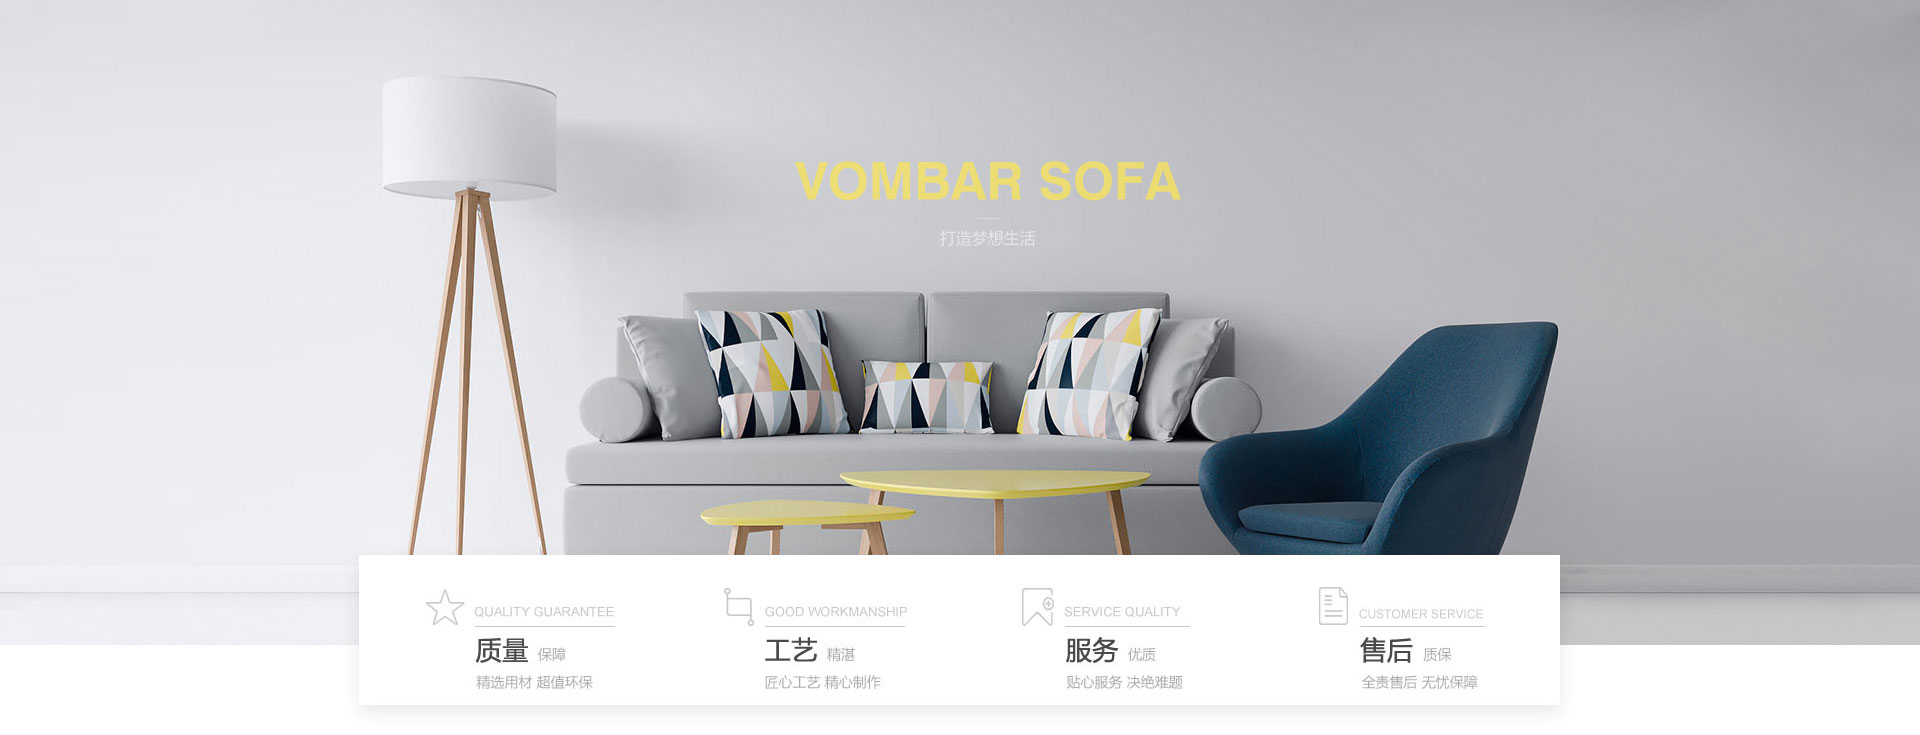 VOMBAR SOFA
打造梦想生活
QUALITY GUARANTEE
质量 保障
精选用材 超值环保
GOOD WORKMANSHIP
工艺 精湛
匠心工艺 精心制作
SERVICE QUALITY
服务 优质
贴心服务 决绝难题
CUSTOMER SERVICE
售后 质保
全责售后 无忧保障